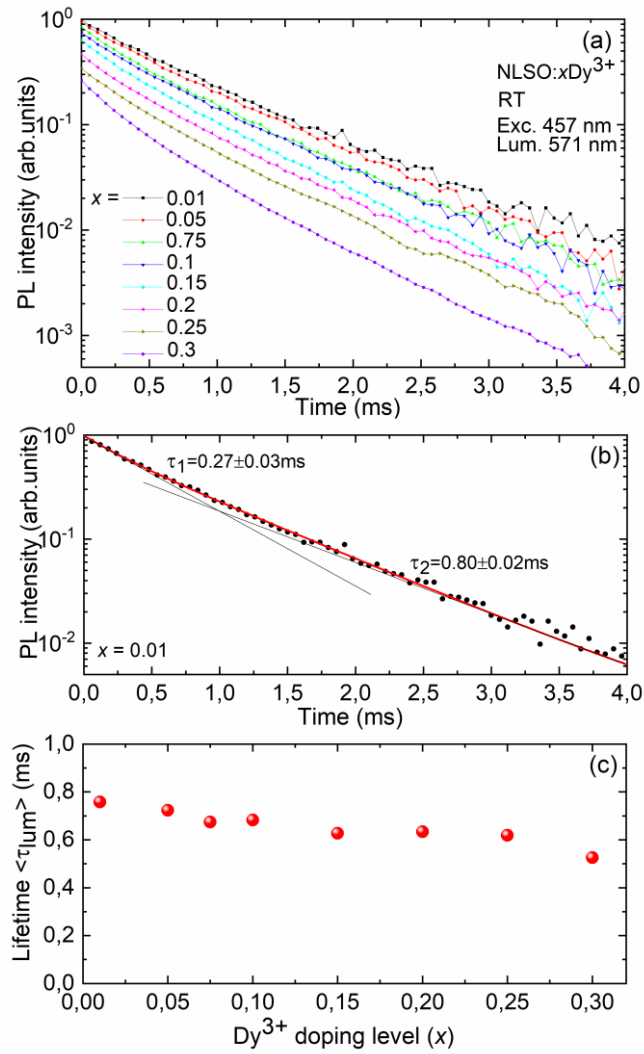 (a)
NLSO:xDy³⁺
RT
Exc. 457 nm
Lum. 571 nm
PL intensity (arb.units)
10⁰
10⁻¹
10⁻²
10⁻³
x =
0.01
0.05
0.75
0.1
0.15
0.2
0.25
0.3
0,0 0,5 1,0 1,5 2,0 2,5 3,0 3,5 4,0
Time (ms)
(b)
PL intensity (arb.units)
10⁰
10⁻¹
10⁻²
τ₁=0.27±0.03ms
τ₂=0.80±0.02ms
x = 0.01
0,0 0,5 1,0 1,5 2,0 2,5 3,0 3,5 4,0
Time (ms)
(c)
Lifetime <τlum> (ms)
1,0
0,8
0,6
0,4
0,2
0,0
0,00 0,05 0,10 0,15 0,20 0,25 0,30
Dy³⁺ doping level (x)